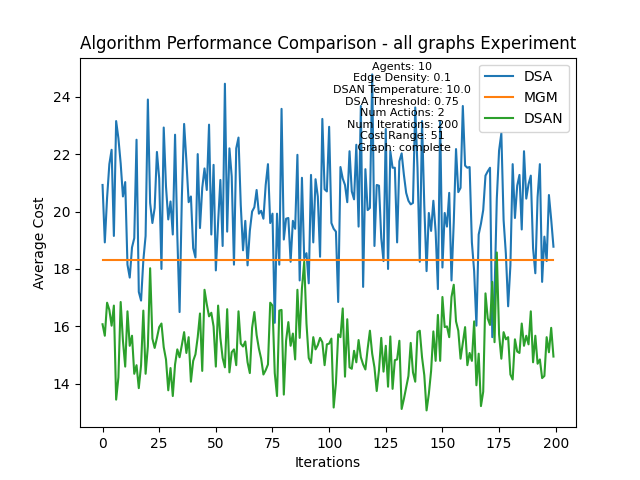 Algorithm Performance Comparison - all graphs Experiment
Agents: 10
Edge Density: 0.1
DSAN Temperature: 10.0
DSA Threshold: 0.75
Num Actions: 2
Num Iterations: 200
Cost Range: 51
Graph: complete
DSA
MGM
DSAN
Average Cost
24
22
20
18
16
14
0
25
50
75
100
125
150
175
200
Iterations